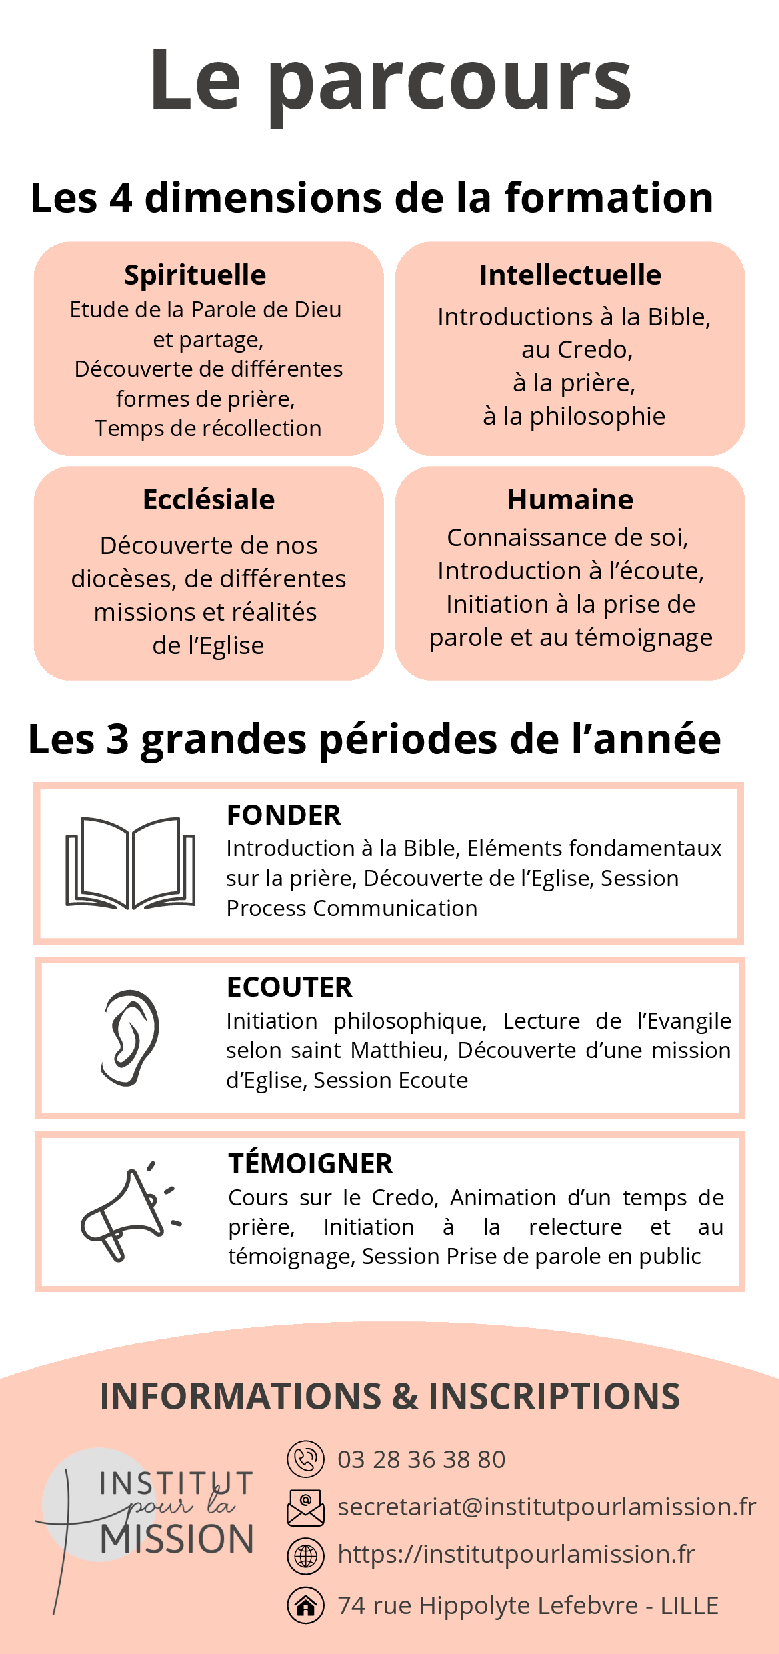 Le parcours
Les 4 dimensions de la formation
Spirituelle
Etude de la Parole de Dieu
et partage,
Découverte de différentes
formes de prière,
Temps de récollection
Intellectuelle
Introductions à la Bible,
au Credo,
à la prière,
à la philosophie
Ecclésiale
Découverte de nos
diocèses, de différentes
missions et réalités
de l’Eglise
Humaine
Connaissance de soi,
Introduction à l’écoute,
Initiation à la prise de
parole et au témoignage
Les 3 grandes périodes de l’année
FONDER
Introduction à la Bible, Eléments fondamentaux
sur la prière, Découverte de l’Eglise, Session
Process Communication
ECOUTER
Initiation philosophique, Lecture de l’Evangile
selon saint Matthieu, Découverte d’une mission
d’Eglise, Session Ecoute
TÉMOIGNER
Cours sur le Credo, Animation d’un temps de
prière, Initiation à la relecture et au
témoignage, Session Prise de parole en public
INFORMATIONS & INSCRIPTIONS
INSTITUT
pour la
MISSION
03 28 36 38 80
secretariat@institutpourlamission.fr
https://institutpourlamission.fr
74 rue Hippolyte Lefebvre - LILLE